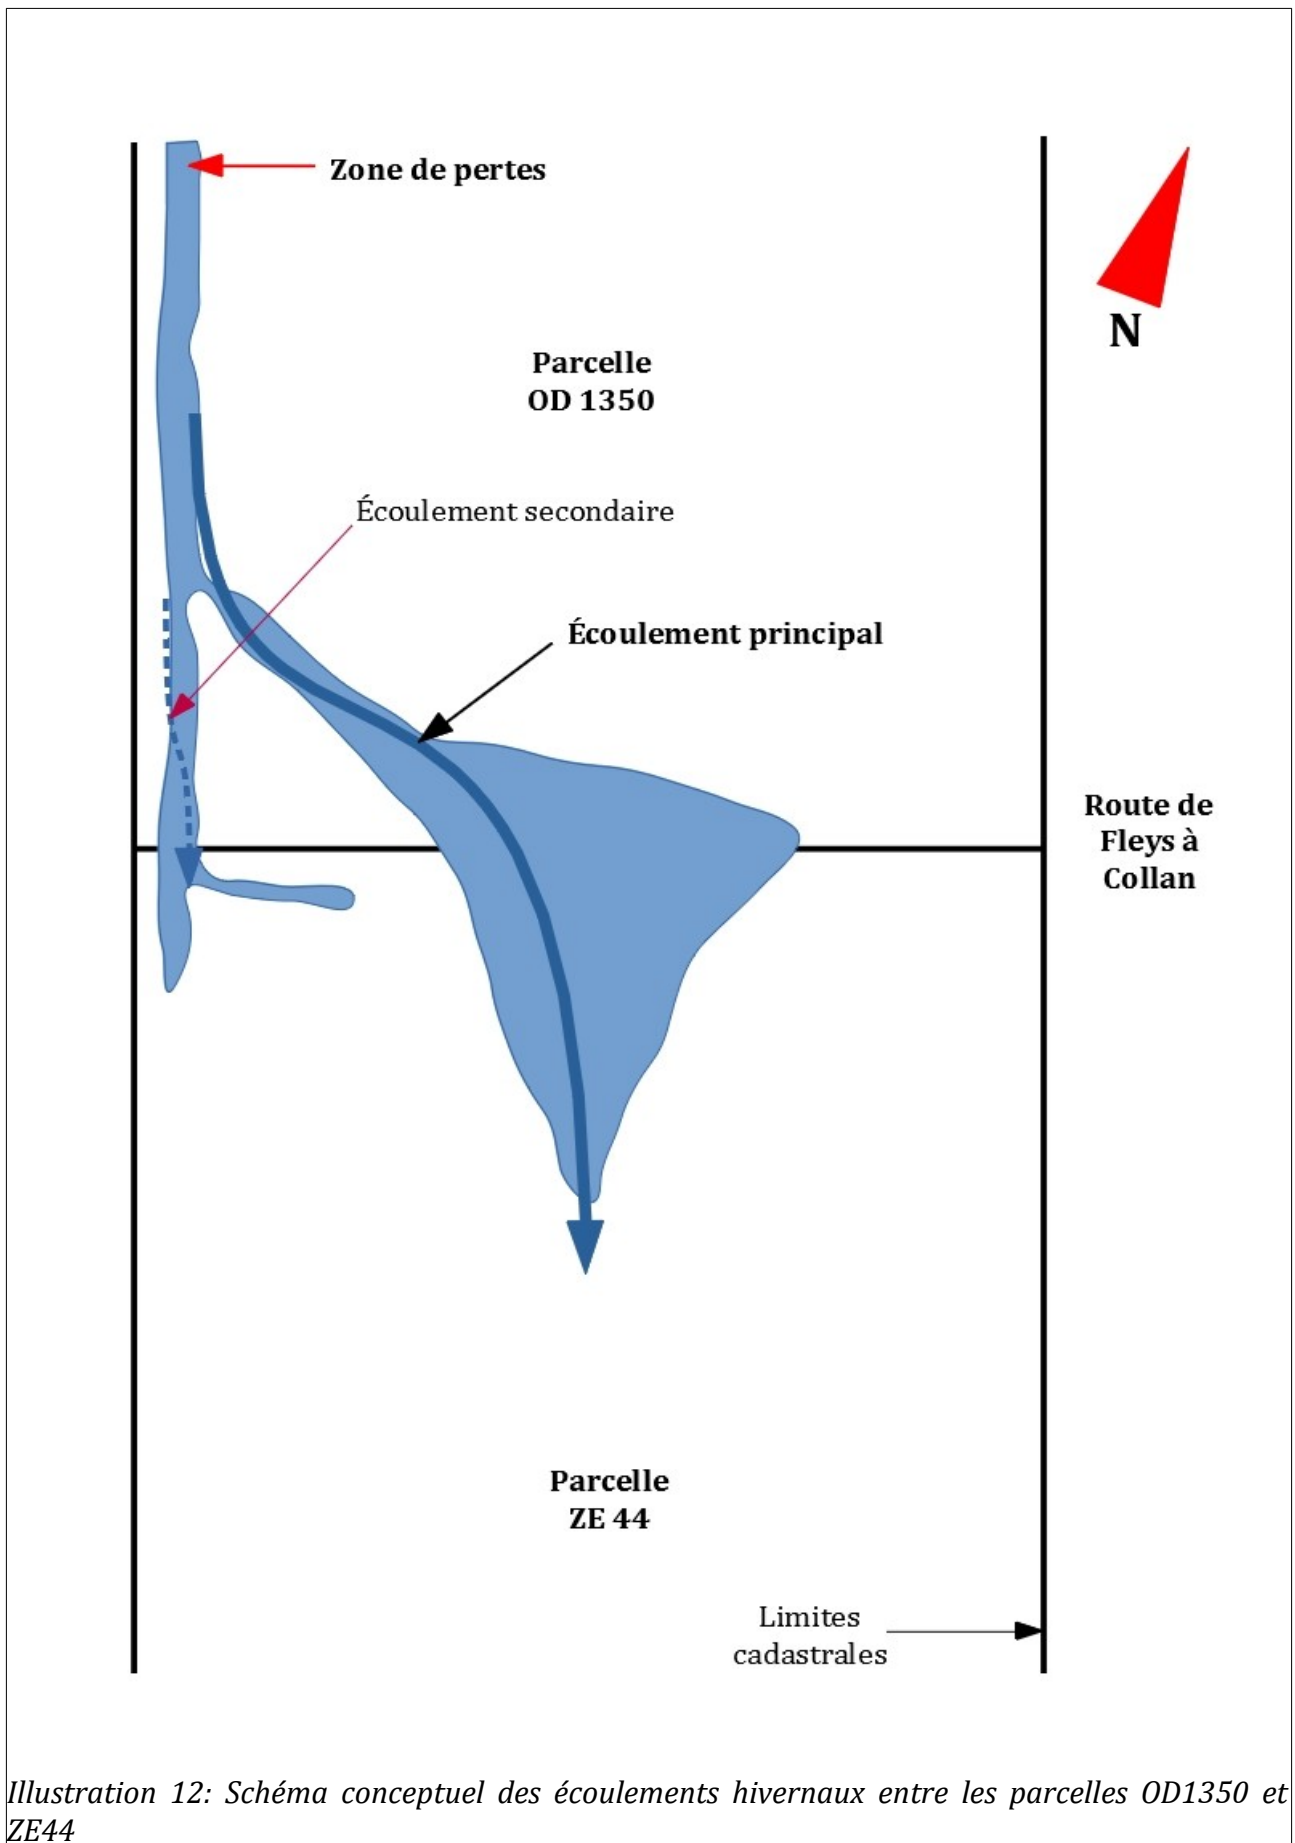 Zone de pertes
N
Parcelle
OD 1350
Écoulement secondaire
Écoulement principal
Route de
Fleys à
Collan
Parcelle
ZE 44
Limites
cadastrales
Illustration 12: Schéma conceptuel des écoulements hivernaux entre les parcelles OD1350 et
ZE44